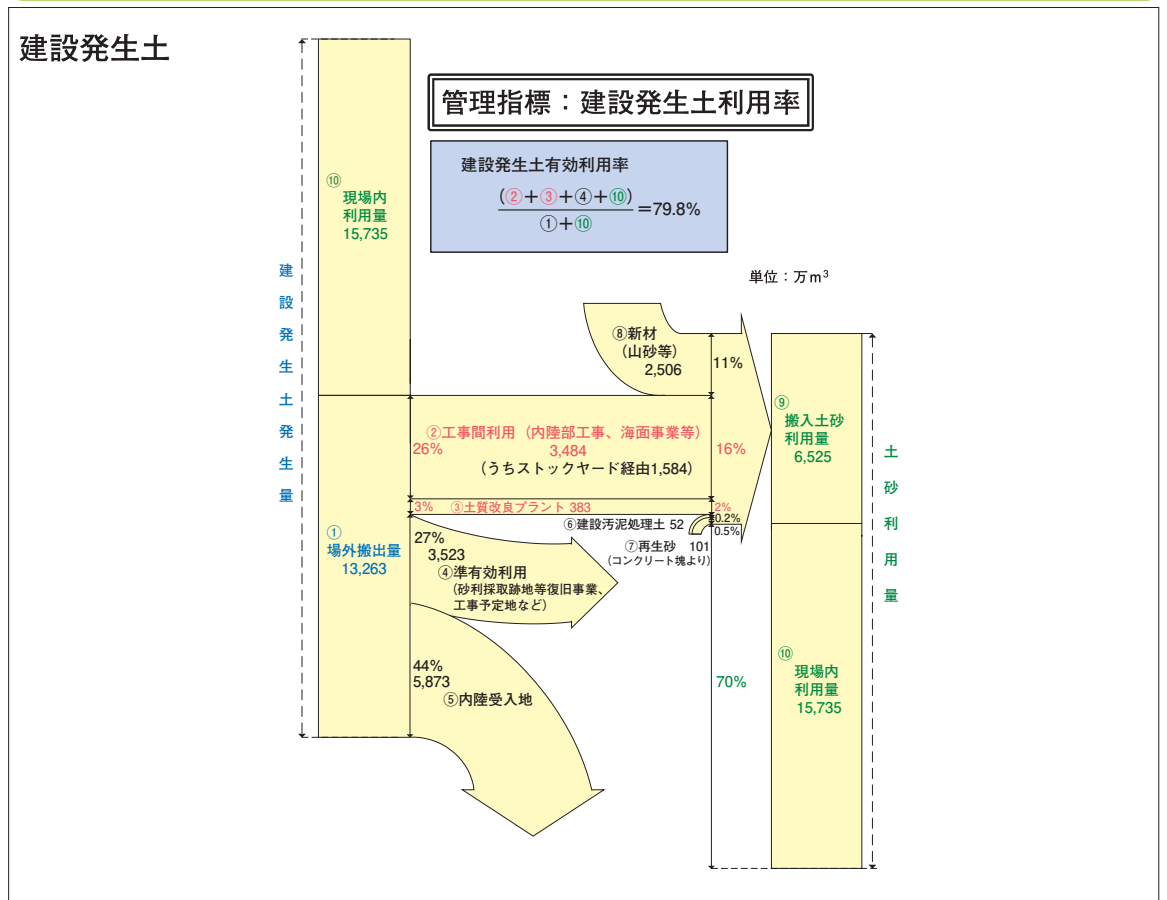 建設発生土
管理指標：建設発生土利用率
建設発生土有効利用率
(②+③+④+⑩)
①+⑩
=79.8%
単位：万m³
建設発生土発生量
⑩
現場内
利用量
15,735
①
場外搬出量
13,263
⑧新材
(山砂等)
2,506
11%
②工事間利用（内陸部工事、海面事業等）
26%
3,484
16%
(うちストックヤード経由1,584)
3%
③土質改良プラント 383
2%
⑥建設汚泥処理土 52
0.2%
0.5%
⑦再生砂 101
(コンクリート塊より)
27%
3,523
④準有効利用
(砂利採取跡地等復旧事業、
工事予定地など)
44%
5,873
⑤内陸受入地
70%
⑨
搬入土砂
利用量
6,525
⑩
現場内
利用量
15,735
土砂利用量